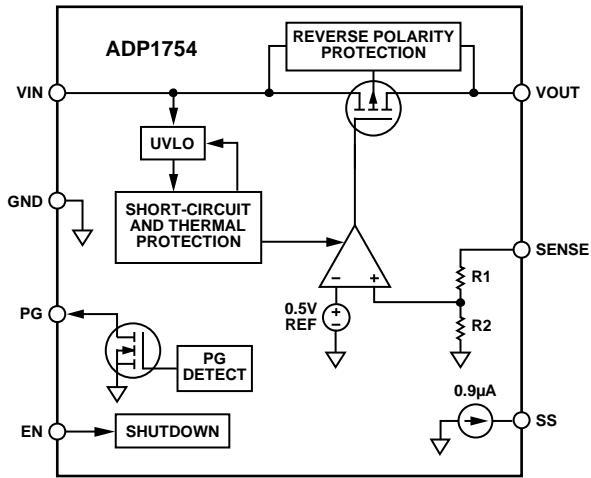 ADP1754
REVERSE POLARITY
PROTECTION
VIN
VOUT
UVLO
GND
SHORT-CIRCUIT
AND THERMAL
PROTECTION
SENSE
R1
–
+
0.5V
REF
+
–
R2
PG
PG
DETECT
0.9µA
SS
EN
SHUTDOWN